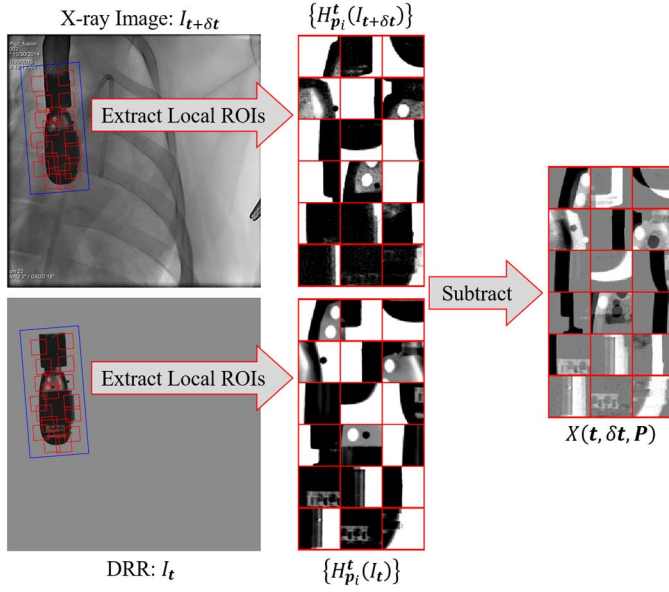 X-ray Image: I_{t+δt}
{H^t_{p_i}(I_{t+δt})}
Extract Local ROIs
Extract Local ROIs
Subtract
X(t, δt, P)
DRR: I_t
{H^t_{p_i}(I_t)}